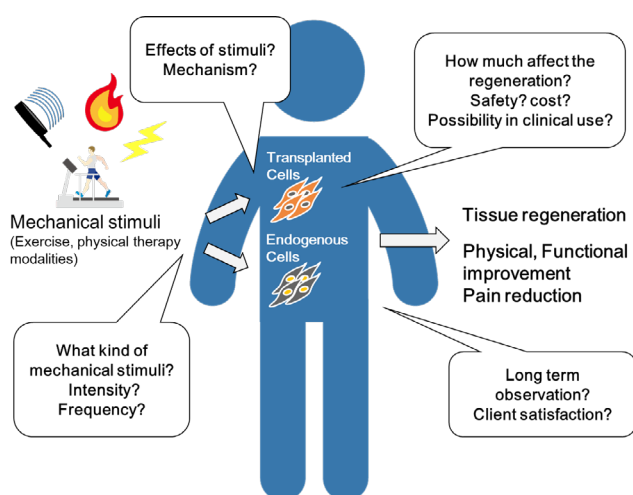 Effects of stimuli?
Mechanism?
How much affect the
regeneration?
Safety? cost?
Possibility in clinical use?
Transplanted
Cells
Mechanical stimuli
(Exercise, physical therapy
modalities)
Endogenous
Cells
Tissue regeneration
Physical, Functional
improvement
Pain reduction
What kind of
mechanical stimuli?
Intensity?
Frequency?
Long term
observation?
Client satisfaction?